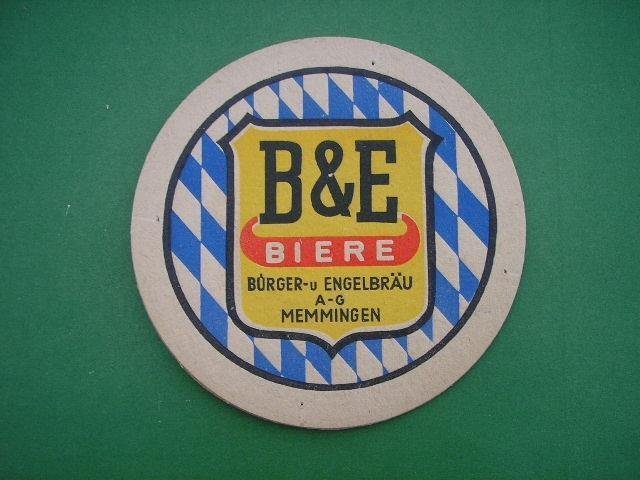 B&E
BIERE
BÜRGER-u ENGELBRÄU
A-G
MEMMINGEN